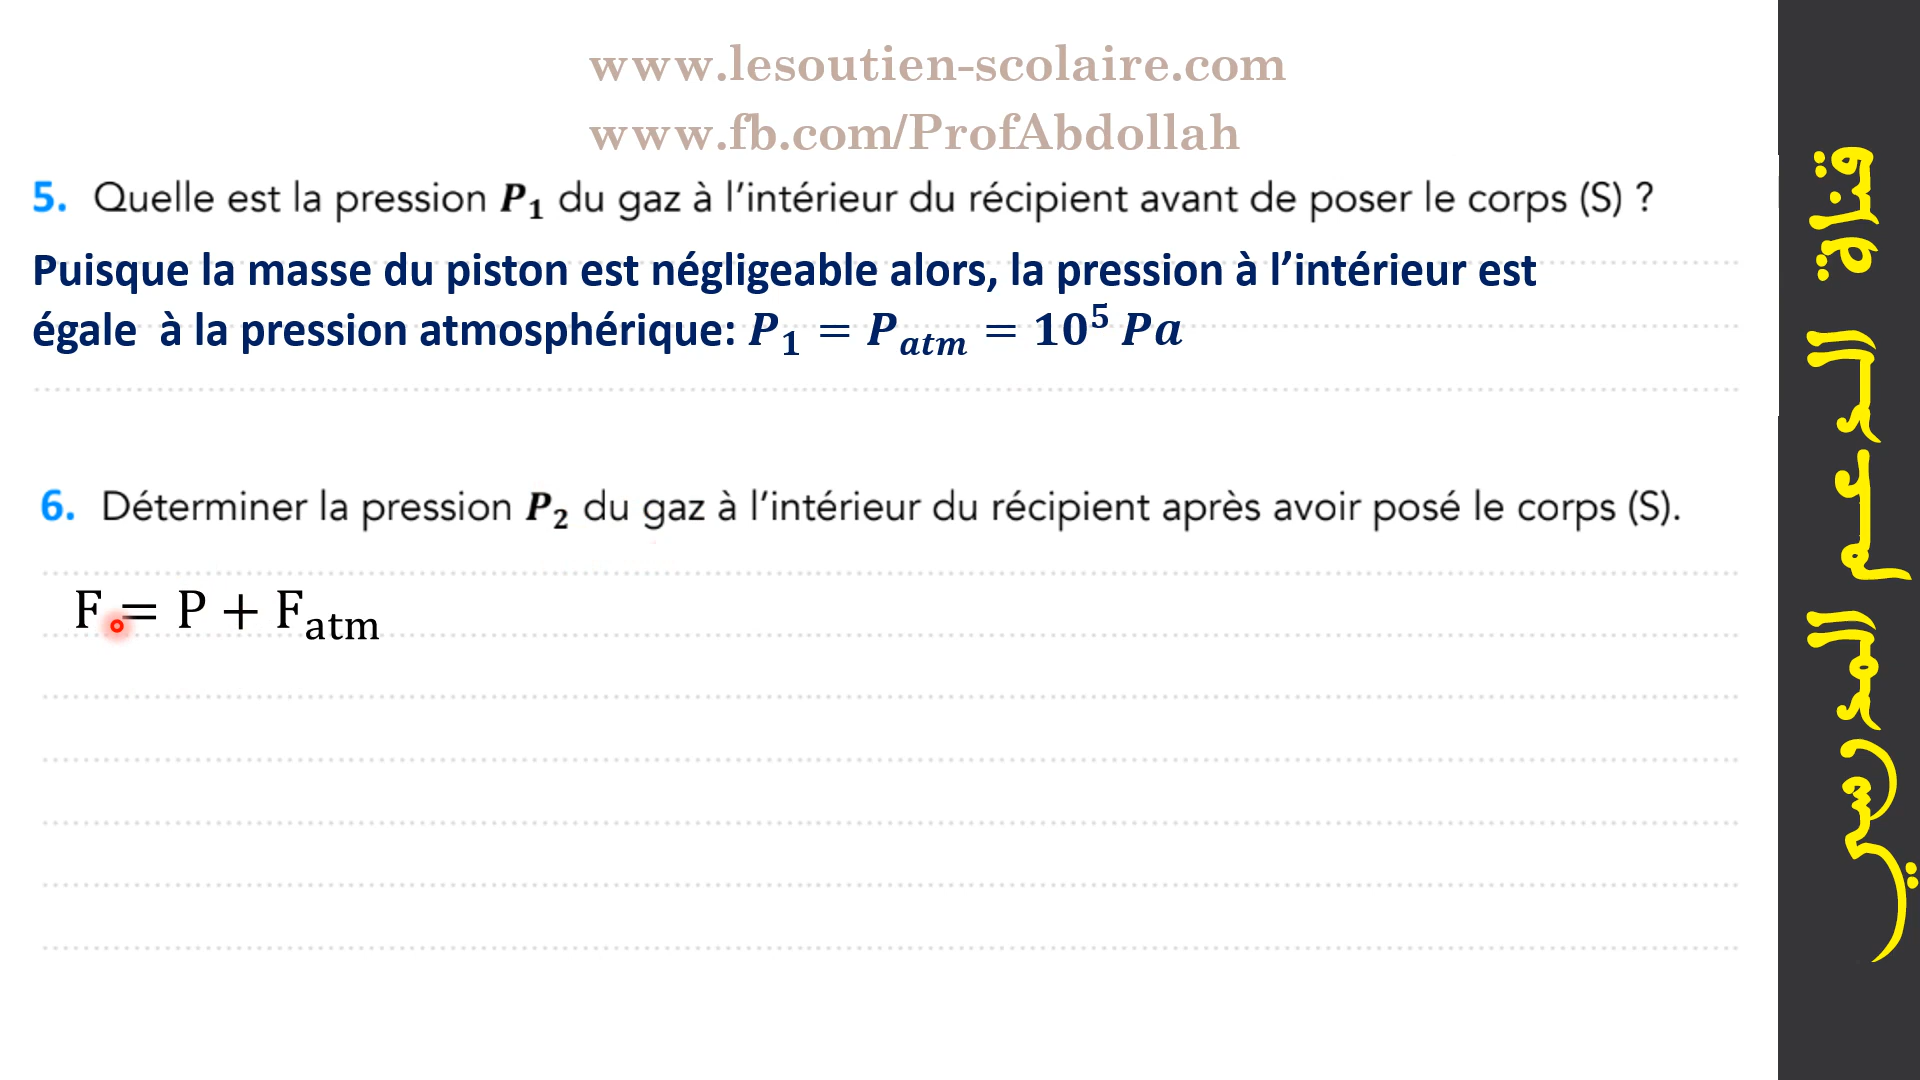 www.lesoutien-scolaire.com
www.fb.com/ProfAbdollah
5. Quelle est la pression P₁ du gaz à l’intérieur du récipient avant de poser le corps (S) ?
Puisque la masse du piston est négligeable alors, la pression à l’intérieur est
égale à la pression atmosphérique: P₁ = Pₐₜₘ = 10⁵ Pa
6. Déterminer la pression P₂ du gaz à l’intérieur du récipient après avoir posé le corps (S).
F = P + Fₐₜₘ
قناة الدعم المدرسي